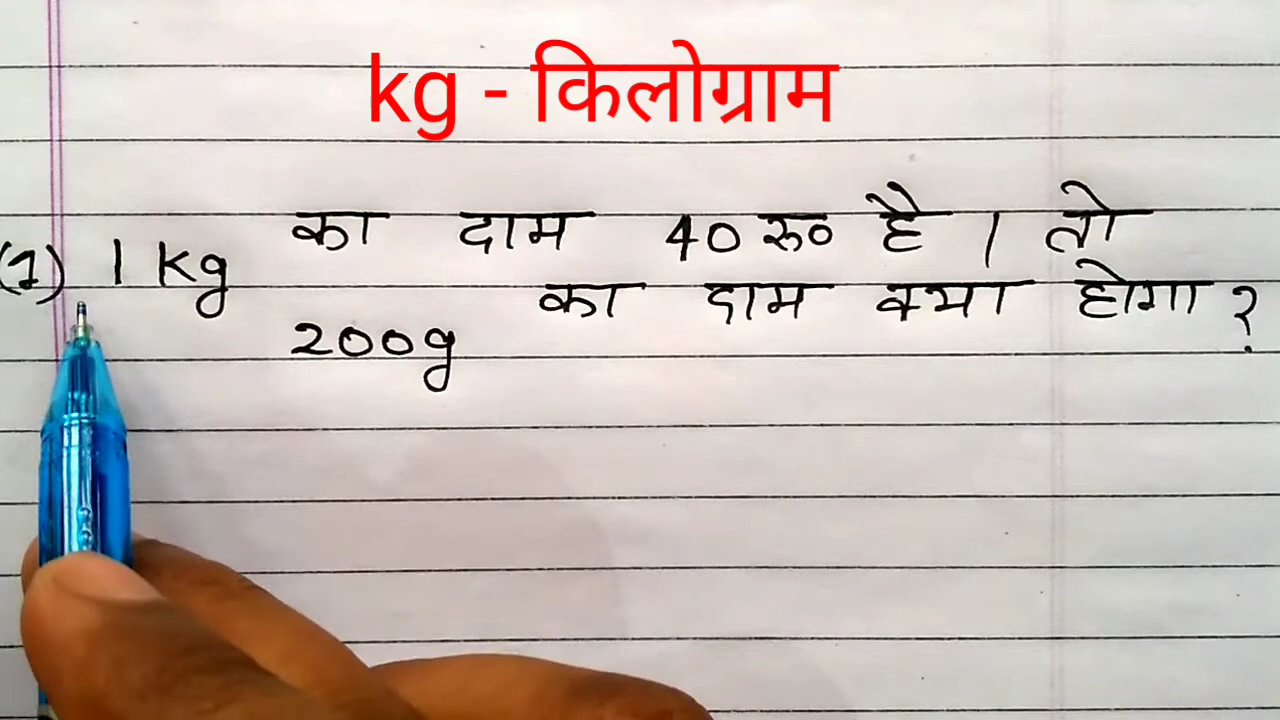 kg - किलोग्राम
(1) 1 kg का दाम 40 रु० है । तो
200g का दाम क्या होगा ?